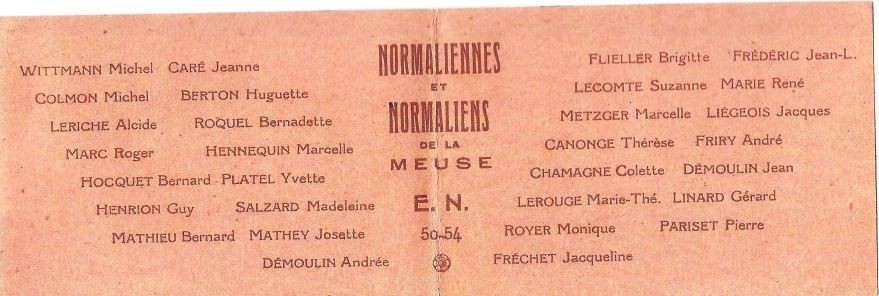 WITTMANN Michel CARÉ Jeanne
COLMON Michel BERTON Huguette
LERICHE Alcide ROQUEL Bernadette
MARC Roger HENNEQUIN Marcelle
HOCQUET Bernard PLATEL Yvette
HENRION Guy SALZARD Madeleine
MATHIEU Bernard MATHEY Josette
DÉMOULIN Andrée
NORMALIENNES
ET
NORMALIENS
DE LA
MEUSE
E. N.
50-54
FLIELLER Brigitte FRÉDÉRIC Jean-L.
LECOMTE Suzanne MARIE René
METZGER Marcelle LIÉGEOIS Jacques
CANONGE Thérèse FRIRY André
CHAMAGNE Colette DÉMOULIN Jean
LEROUGE Marie-Thé. LINARD Gérard
ROYER Monique PARISET Pierre
FRÉCHET Jacqueline